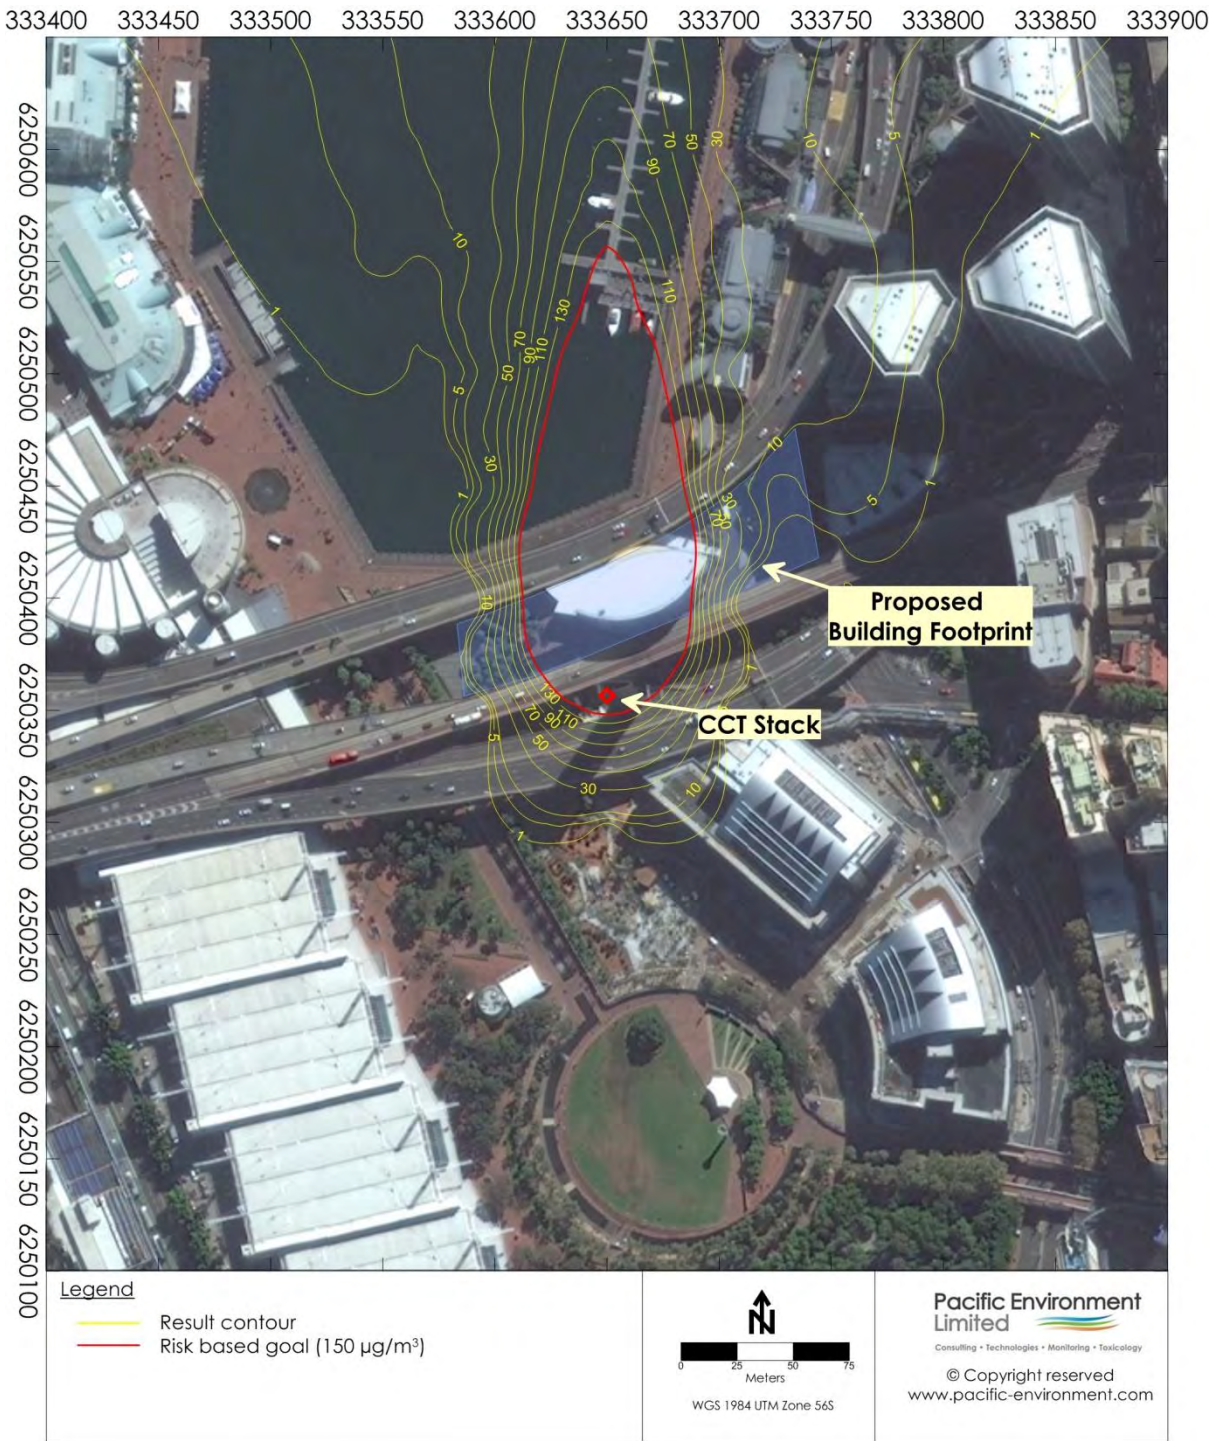 333400 333450 333500 333550 333600 333650 333700 333750 333800 333850 333900
6250600
6250550
6250500
6250450
6250400
6250350
6250300
6250250
6250200
6250150
6250100
70 50 30 10 5 1
90
10
110
1 130
70
90 110
50
5
10
30
1 1
30 5
70 50
10
Proposed
Building Footprint
1
130
70 90 110
CCT Stack
5 50
30 10
1
Legend
Result contour
Risk based goal (150 µg/m³)
N
0 25 50 75
Meters
WGS 1984 UTM Zone 56S
Pacific Environment
Limited
Consulting • Technologies • Monitoring • Toxicology
© Copyright reserved
www.pacific-environment.com